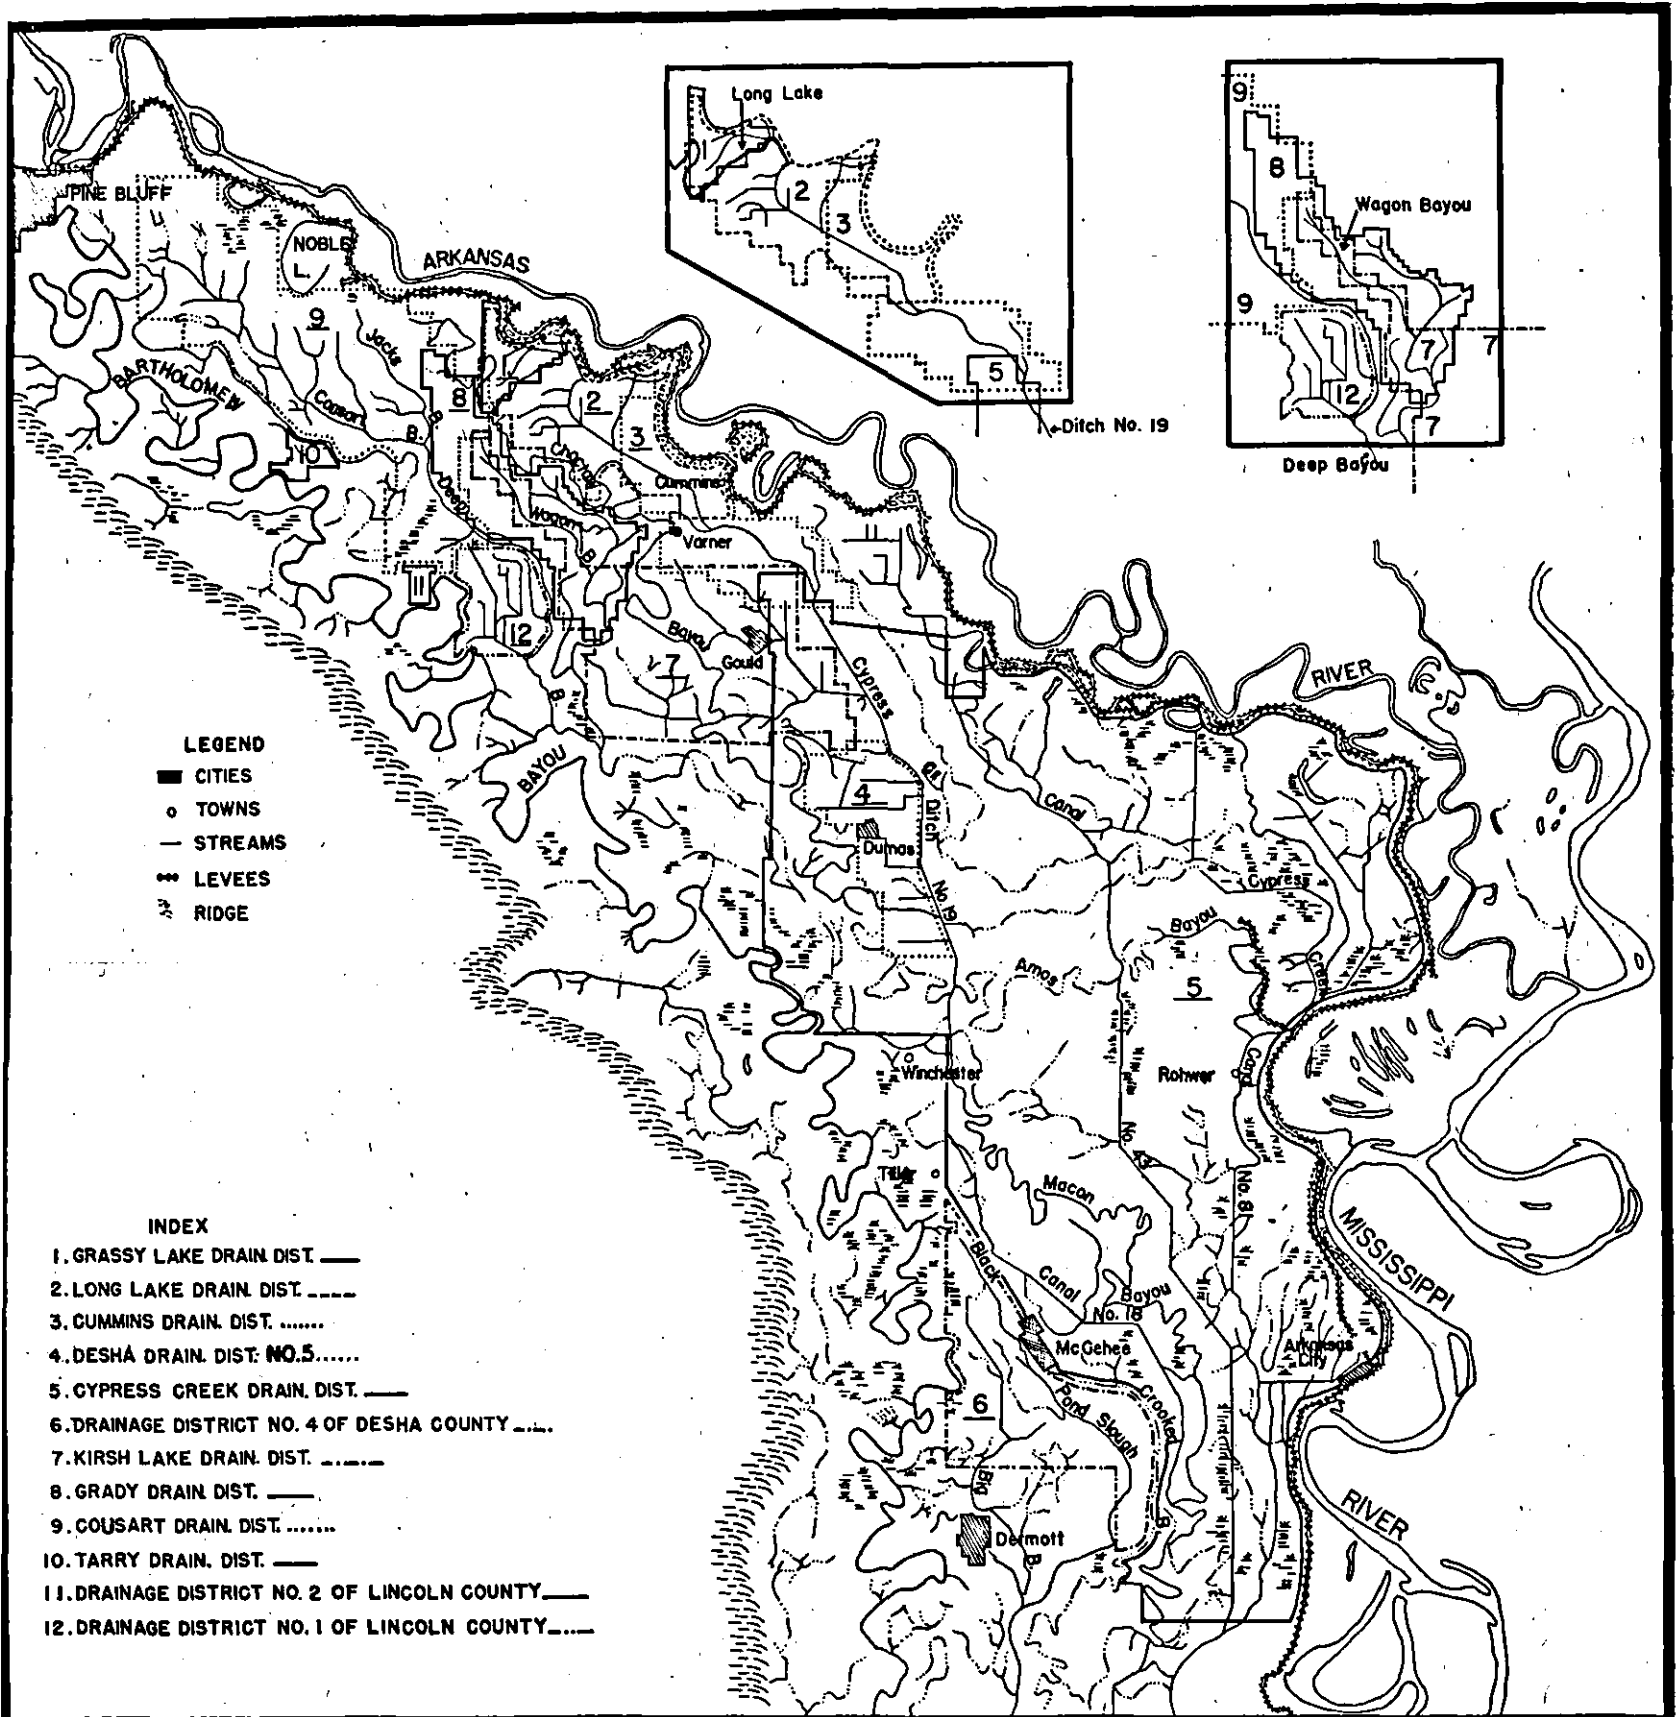 Long Lake
1
2
3
5
Ditch No. 19
9
8
Wagon Bayou
9
7
7
12
7
Deep Bayou
PINE BLUFF
NOBLE
L.
ARKANSAS
9
Jacks
BARTHOLOMEW
Cousart
B.
B.
8
2
3
10
Choctaw
Cummins
Deep
Wagon
B.
Varner
11
12
Bayou
Gould
7
Cypress
RIVER
B.
BAYOU
LEGEND
CITIES
TOWNS
STREAMS
LEVEES
RIDGE
4
Ditch
Canal
Dumas
No 19
Cypress
Bayou
Creek
Amos
5
Winchester
Rohwer
Canal
No. 43
Tillar
Macon
No. 81
MISSISSIPPI
Black
Canal
Bayou
No. 18
McGehee
Arkansas
City
6
Pond Slough
Crooked
B
Big
Dermott
B
RIVER
INDEX
1. GRASSY LAKE DRAIN. DIST.
2. LONG LAKE DRAIN. DIST.
3. CUMMINS DRAIN. DIST.
4. DESHA DRAIN. DIST. NO.5
5. CYPRESS CREEK DRAIN. DIST.
6. DRAINAGE DISTRICT NO. 4 OF DESHA COUNTY
7. KIRSH LAKE DRAIN. DIST.
8. GRADY DRAIN. DIST.
9. COUSART DRAIN. DIST.
10. TARRY DRAIN. DIST.
11. DRAINAGE DISTRICT NO. 2 OF LINCOLN COUNTY
12. DRAINAGE DISTRICT NO. 1 OF LINCOLN COUNTY